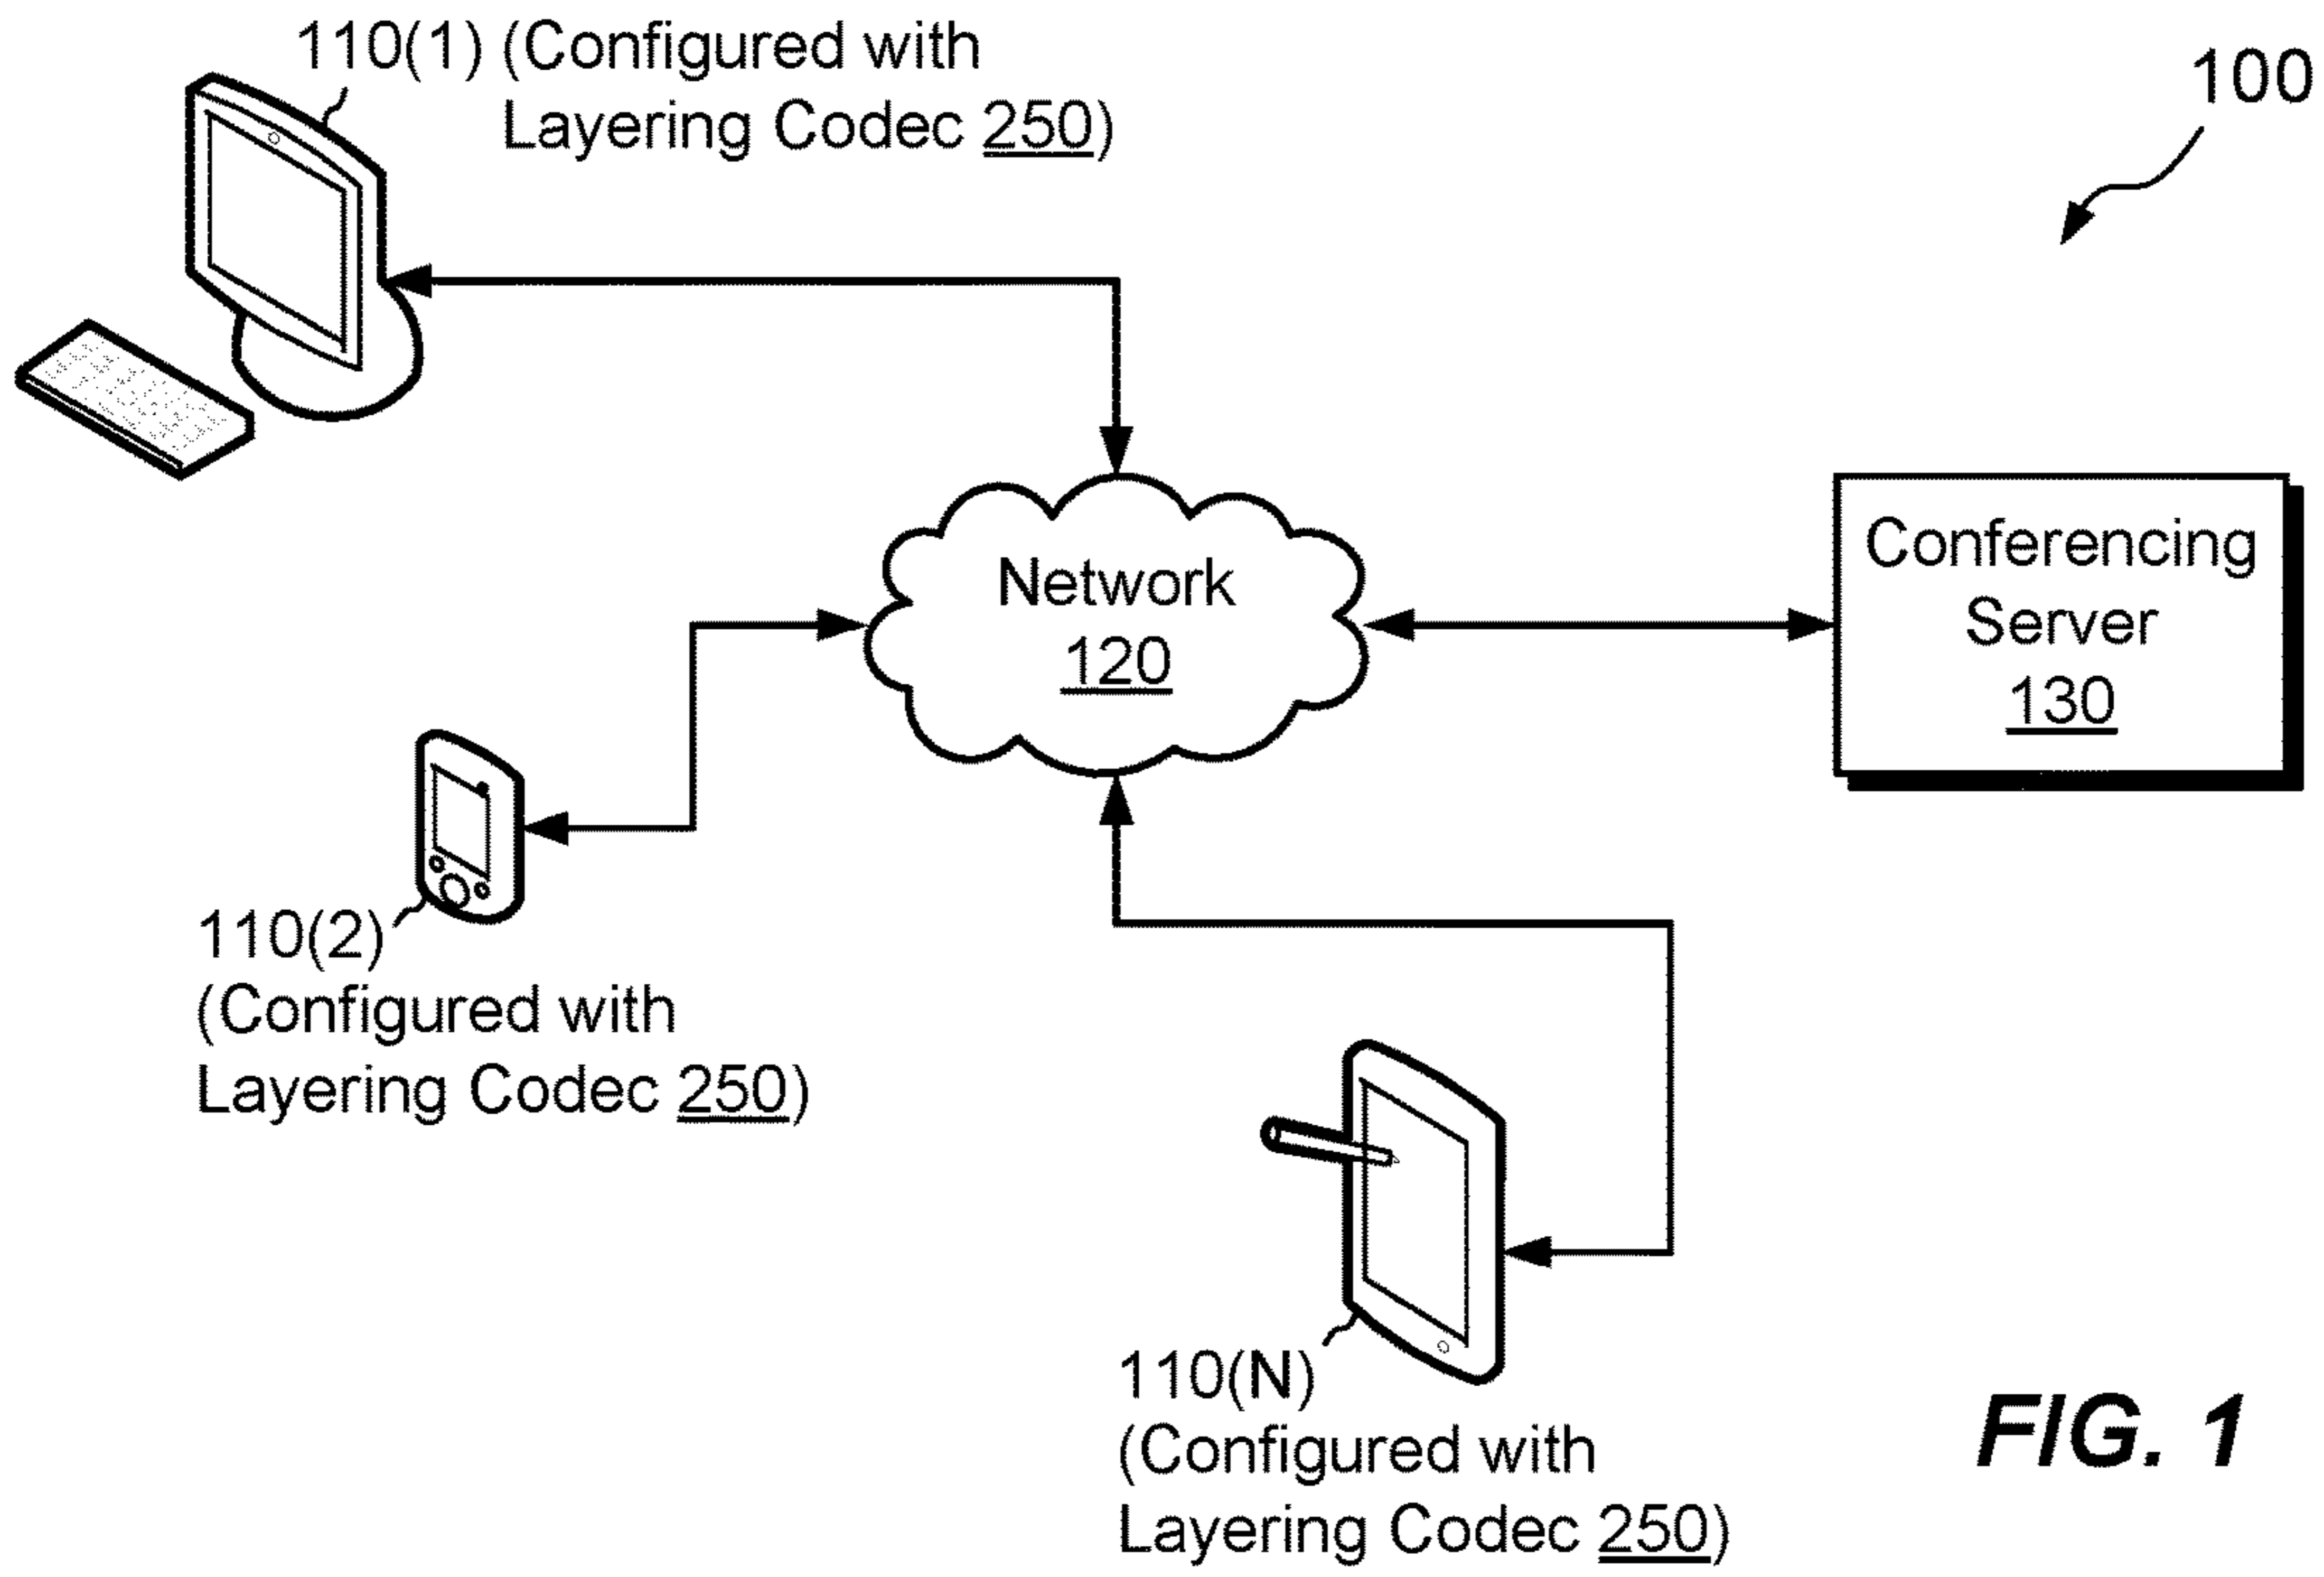 110(1) (Configured with
Layering Codec 250)
100
Network
120
Conferencing
Server
130
110(2)
(Configured with
Layering Codec 250)
110(N)
(Configured with
Layering Codec 250)
FIG. 1